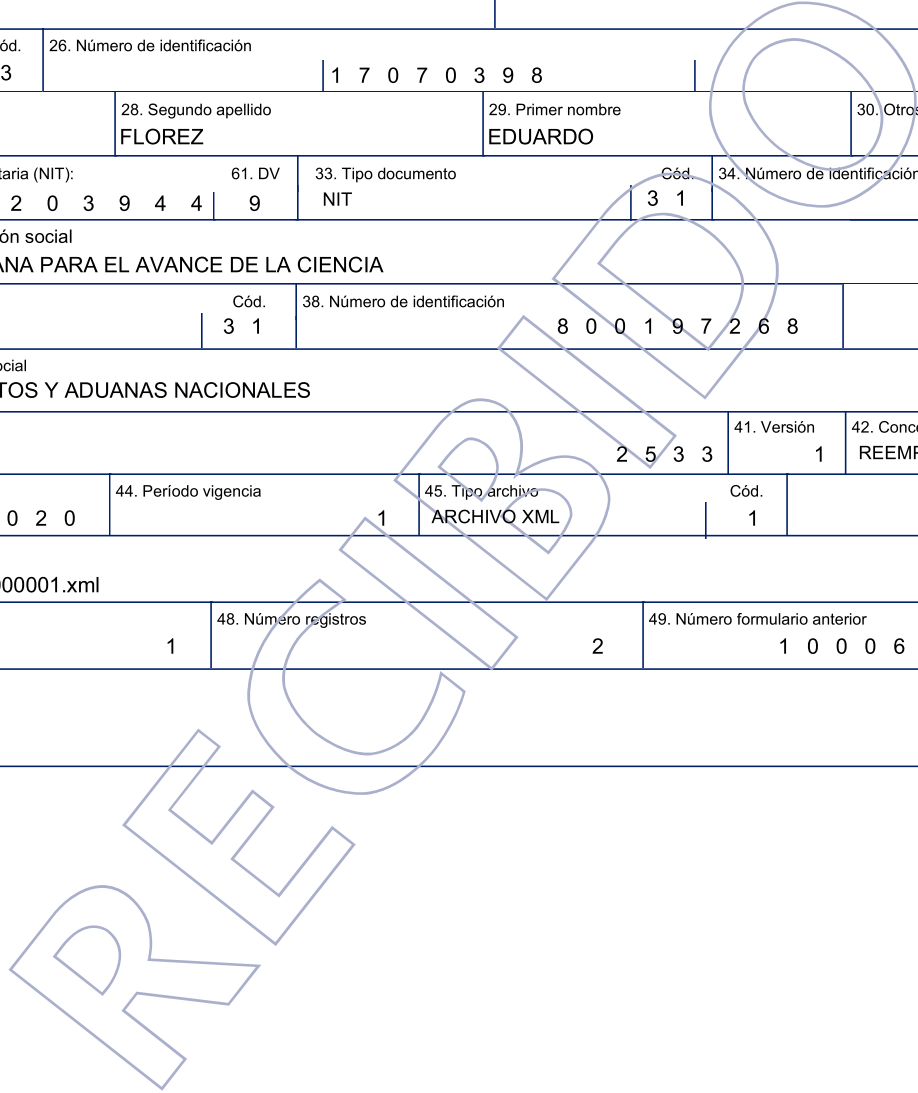 ód. 26. Número de identificación
3 1 7 0 7 0 3 9 8
28. Segundo apellido 29. Primer nombre 30. Otros
FLOREZ EDUARDO
taria (NIT): 61. DV 33. Tipo documento Cód. 34. Número de identificación
2 0 3 9 4 4 9 NIT 3 1
ón social
ANA PARA EL AVANCE DE LA CIENCIA
Cód. 38. Número de identificación
3 1 8 0 0 1 9 7 2 6 8
ocial
TOS Y ADUANAS NACIONALES
41. Versión 42. Conce
2 5 3 3 1 REEMP
44. Período vigencia 45. Tipo archivo Cód.
0 2 0 1 ARCHIVO XML 1
000001.xml
48. Número registros 49. Número formulario anterior
1 2 1 0 0 0 6
RECIBIDO